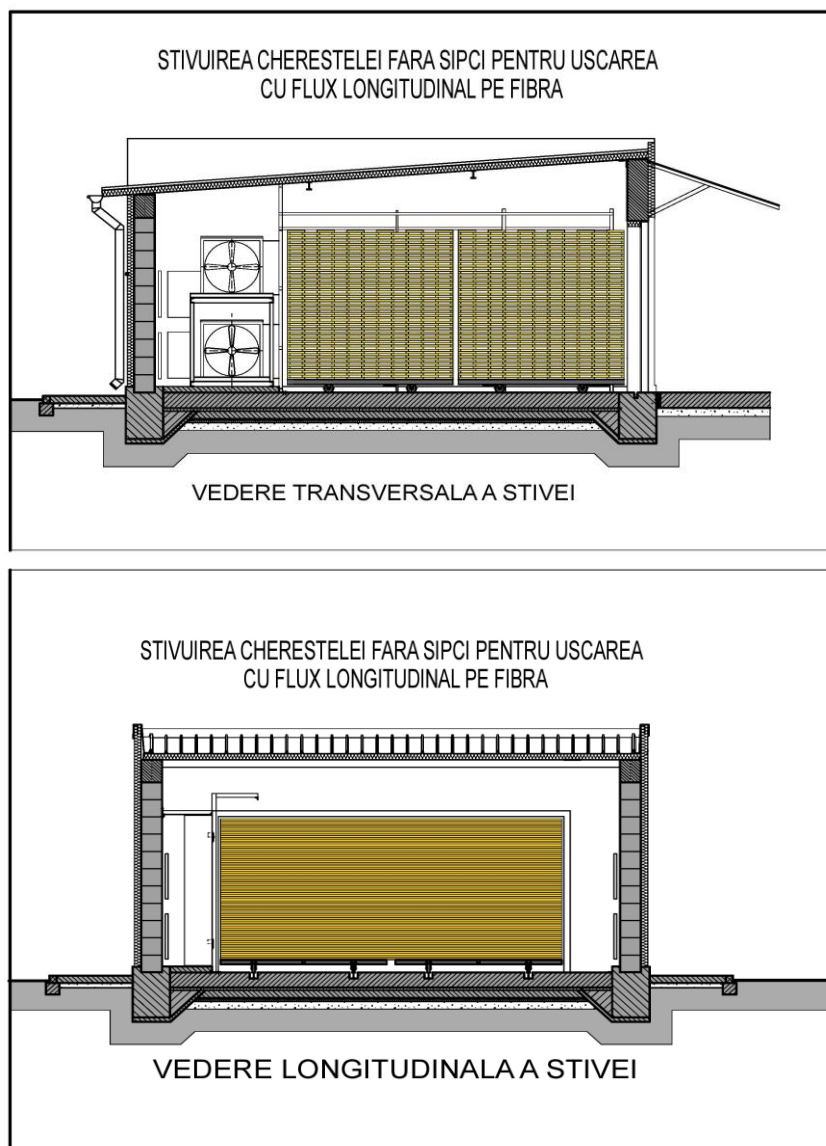 STIVUIREA CHERESTELEI FARA SIPCI PENTRU USCAREA
CU FLUX LONGITUDINAL PE FIBRA
VEDERE TRANSVERSALA A STIVEI
STIVUIREA CHERESTELEI FARA SIPCI PENTRU USCAREA
CU FLUX LONGITUDINAL PE FIBRA
VEDERE LONGITUDINALA A STIVEI